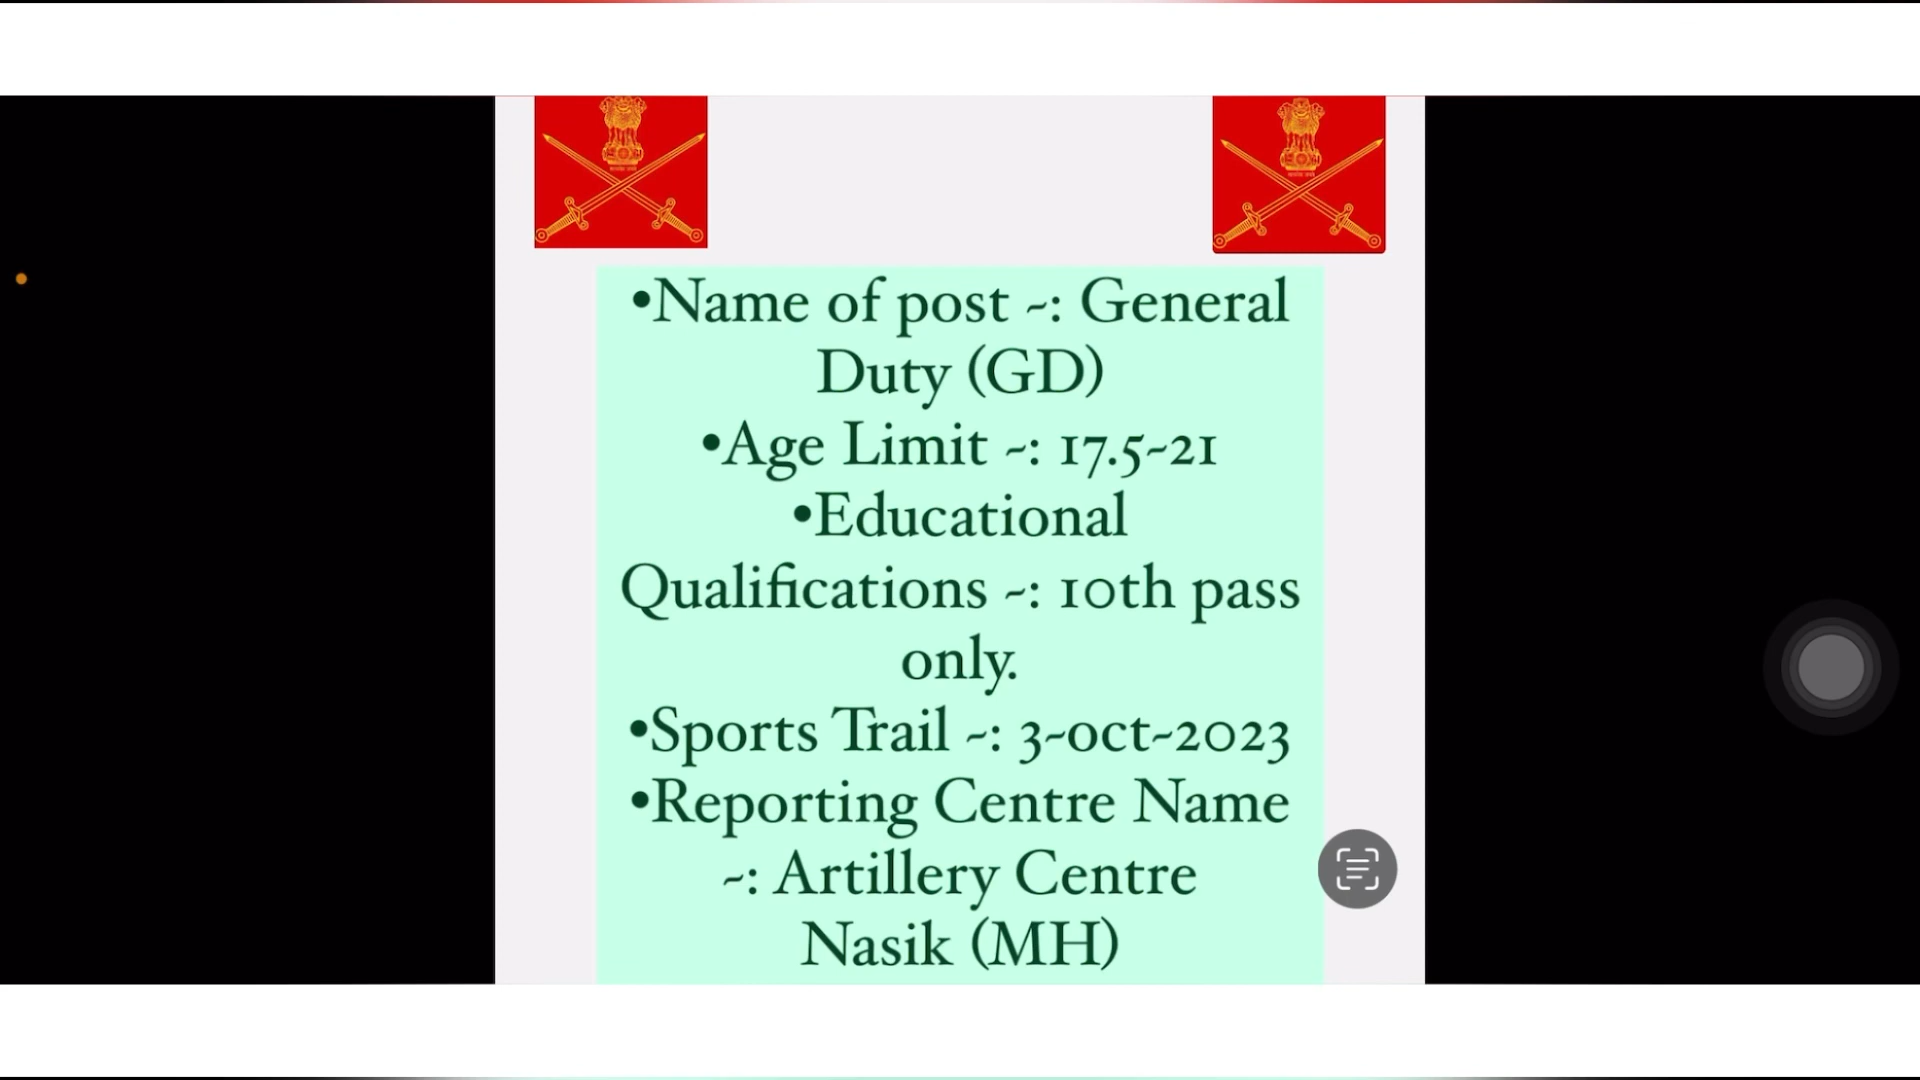 •Name of post -: General
Duty (GD)
•Age Limit -: 17.5-21
•Educational
Qualifications -: 10th pass
only.
•Sports Trail -: 3-oct-2023
•Reporting Centre Name
-: Artillery Centre
Nasik (MH)